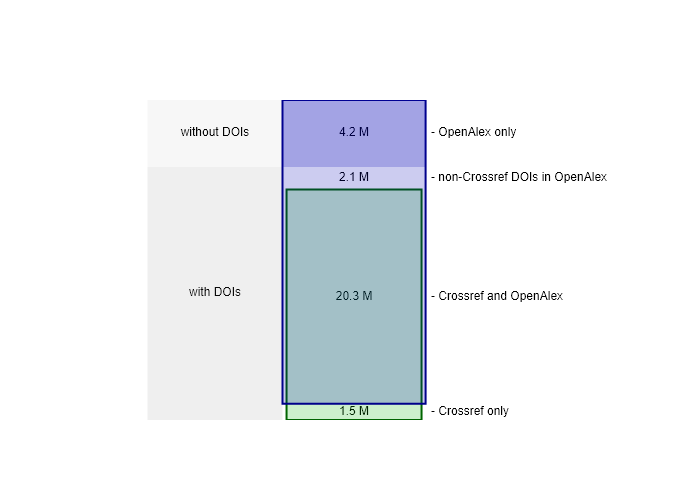 without DOIs 4.2 M - OpenAlex only
2.1 M - non-Crossref DOIs in OpenAlex
with DOIs
20.3 M - Crossref and OpenAlex
1.5 M - Crossref only